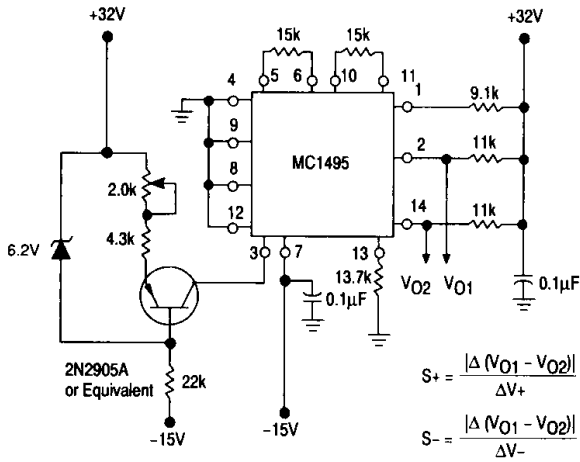 +32V
+32V
15k
15k
5
6
10
11
4
1
9.1k
9
2
11k
MC1495
8
2.0k
14
11k
12
4.3k
3
7
13
6.2V
13.7k
VO2
VO1
0.1μF
0.1μF
2N2905A
or Equivalent
22k
–15V
–15V
S+ = |Δ (VO1 – VO2)| / ΔV+
S– = |Δ (VO1 – VO2)| / ΔV–